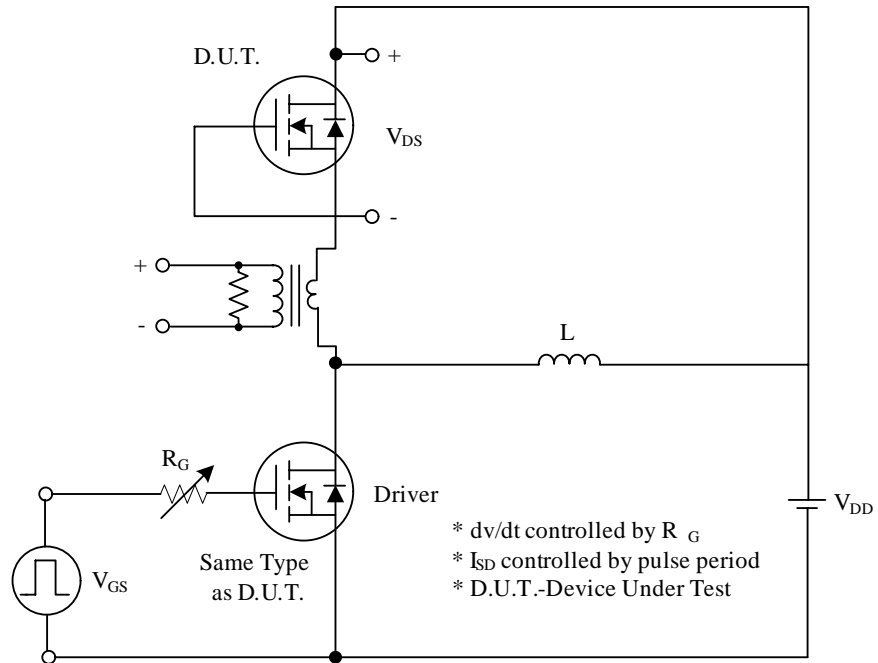 D.U.T.
+
VDS
-
+
-
L
RG
Driver
VDD
VGS
Same Type
as D.U.T.
* dv/dt controlled by R G
* ISD controlled by pulse period
* D.U.T.-Device Under Test